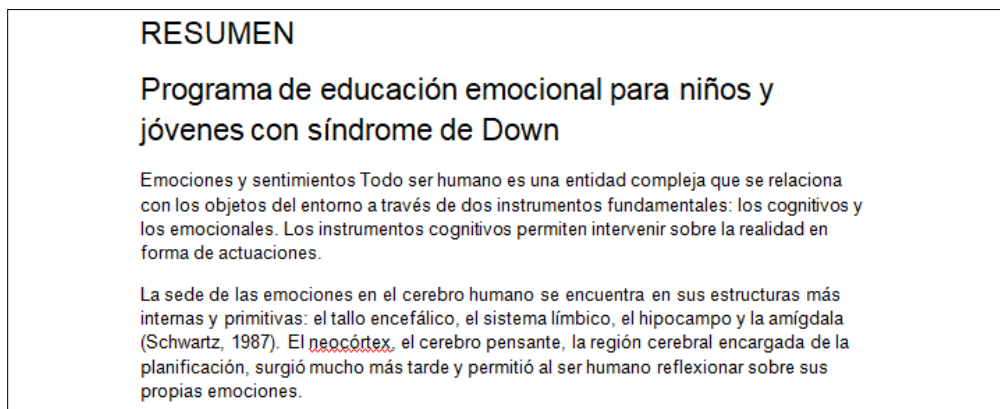 RESUMEN
Programa de educación emocional para niños y
jóvenes con síndrome de Down
Emociones y sentimientos Todo ser humano es una entidad compleja que se relaciona
con los objetos del entorno a través de dos instrumentos fundamentales: los cognitivos y
los emocionales. Los instrumentos cognitivos permiten intervenir sobre la realidad en
forma de actuaciones.
La sede de las emociones en el cerebro humano se encuentra en sus estructuras más
internas y primitivas: el tallo encefálico, el sistema límbico, el hipocampo y la amígdala
(Schwartz, 1987). El neocórtex, el cerebro pensante, la región cerebral encargada de la
planificación, surgió mucho más tarde y permitió al ser humano reflexionar sobre sus
propias emociones.